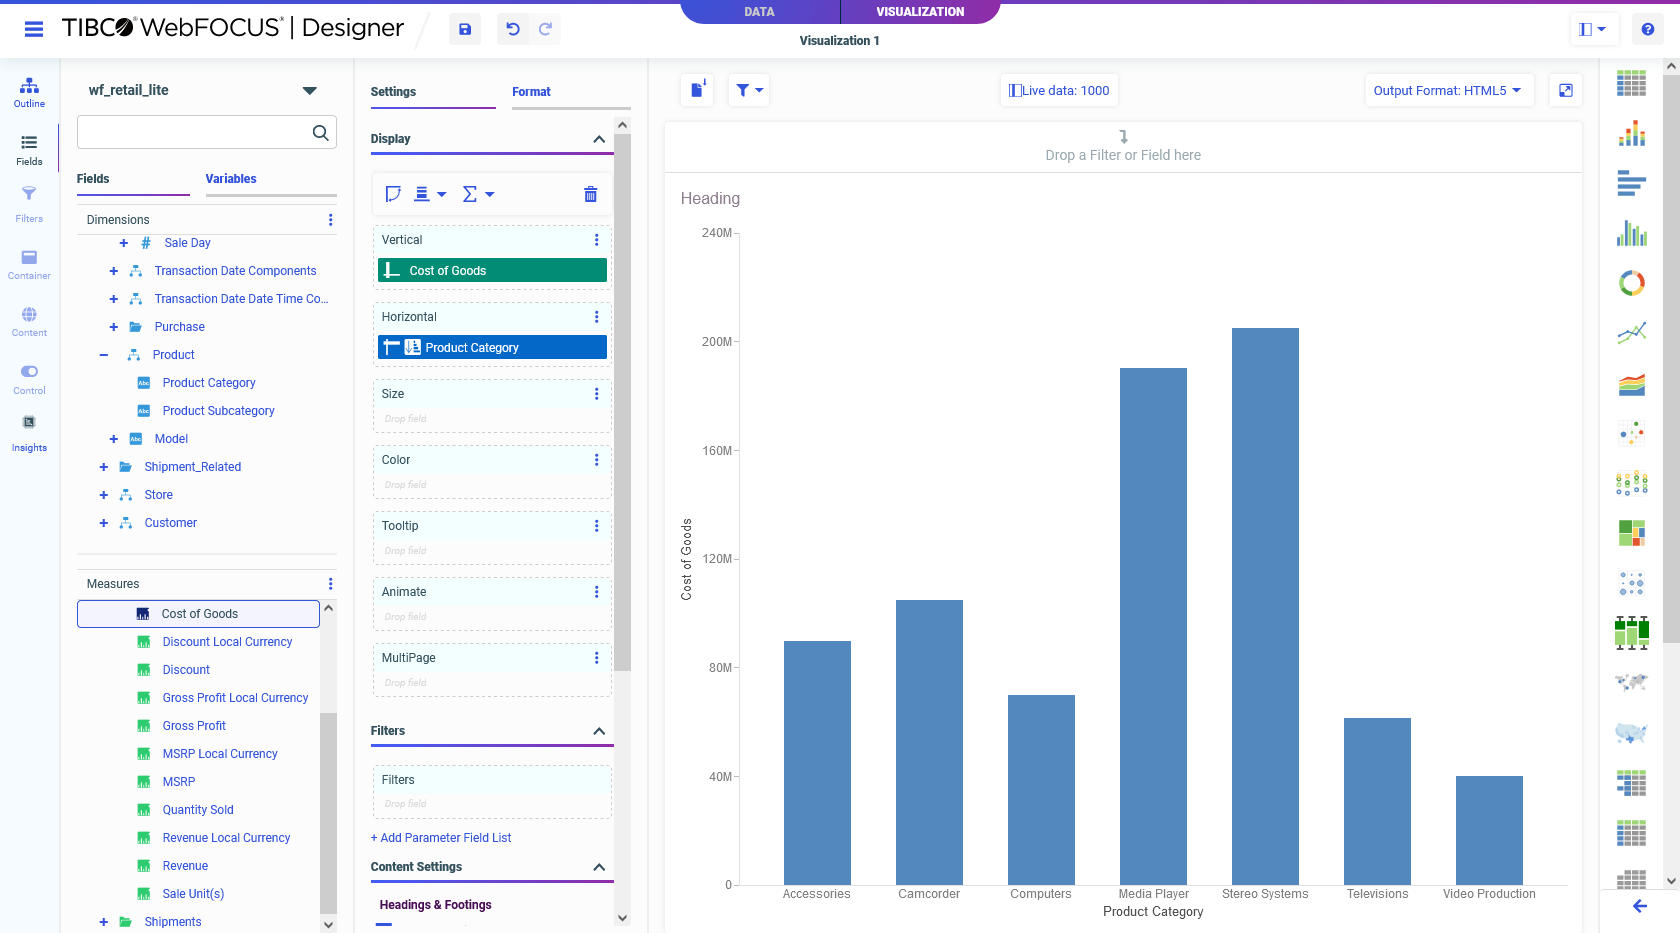 TIBCO WebFOCUS | Designer
DATA
VISUALIZATION
Visualization 1
Outline
Fields
Filters
Container
Content
Control
Insights
wf_retail_lite
Fields
Variables
Dimensions
# Sale Day
Transaction Date Components
Transaction Date Date Time Co...
Purchase
Product
Abc Product Category
Abc Product Subcategory
Abc Model
Shipment_Related
Store
Customer
Measures
Cost of Goods
Discount Local Currency
Discount
Gross Profit Local Currency
Gross Profit
MSRP Local Currency
MSRP
Quantity Sold
Revenue Local Currency
Revenue
Sale Unit(s)
Shipments
Settings
Format
Display
Vertical
Cost of Goods
Horizontal
Product Category
Size
Drop field
Color
Drop field
Tooltip
Drop field
Animate
Drop field
MultiPage
Drop field
Filters
Filters
Drop field
+ Add Parameter Field List
Content Settings
Headings & Footings
Live data: 1000
Output Format: HTML5
Drop a Filter or Field here
Heading
240M
200M
160M
120M
80M
40M
0
Cost of Goods
Accessories
Camcorder
Computers
Media Player
Stereo Systems
Televisions
Video Production
Product Category